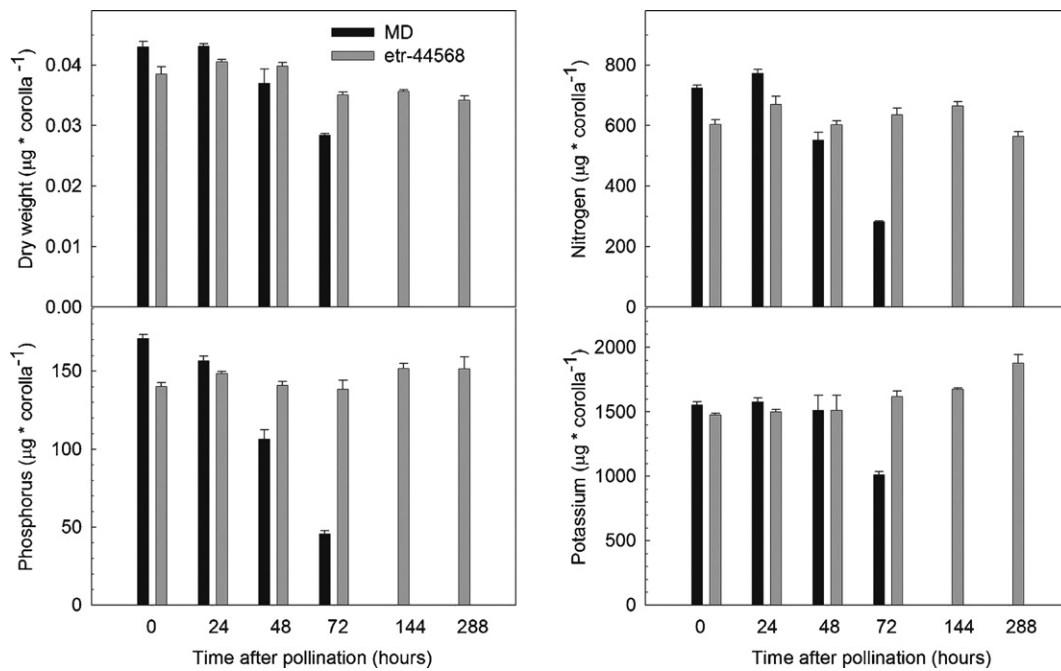 MD
etr-44568
Dry weight (µg * corolla⁻¹)
0.04
0.03
0.02
0.01
0.00
Nitrogen (µg * corolla⁻¹)
800
600
400
200
0
Phosphorus (µg * corolla⁻¹)
150
100
50
0
0 24 48 72 144 288
Time after pollination (hours)
Potassium (µg * corolla⁻¹)
2000
1500
1000
500
0
0 24 48 72 144 288
Time after pollination (hours)